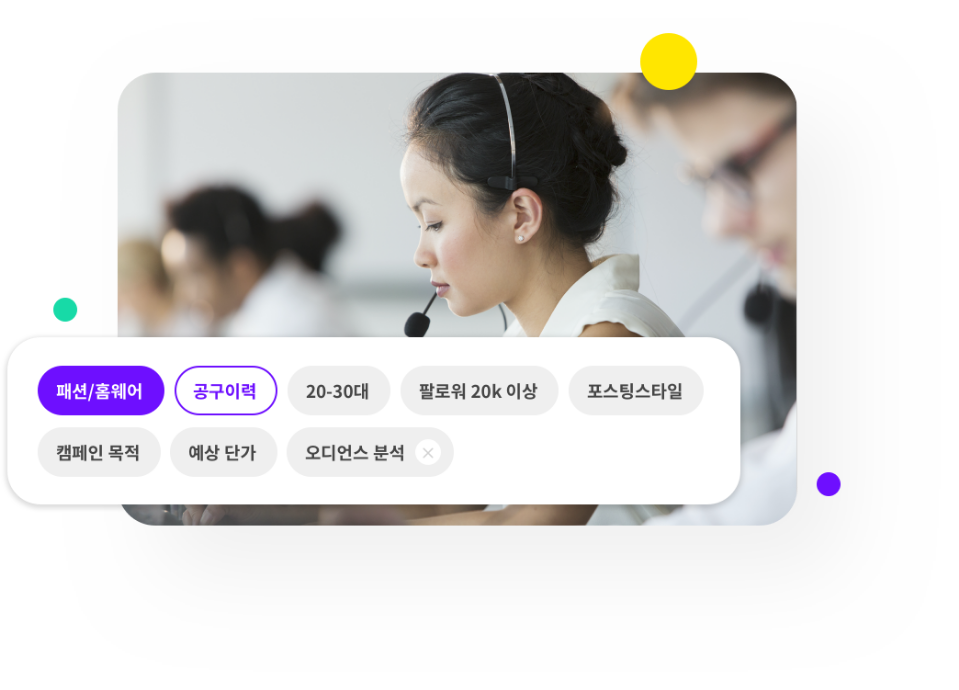 패션/홈웨어 공구이력 20-30대 팔로워 20k 이상 포스팅스타일
캠페인 목적 예상 단가 오디언스 분석